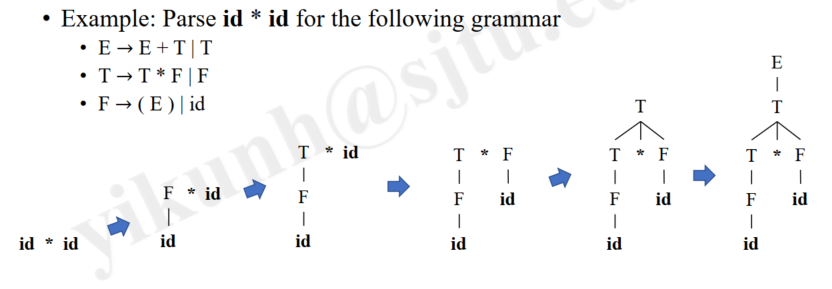 • Example: Parse id * id for the following grammar
• E → E + T | T
• T → T * F | F
• F → ( E ) | id
E
T
T
T * id
T * F
T * F
T * F
F * id
F
F id
F id
F id
id * id
id
id
id
id
id
yikunh@sjtu.e